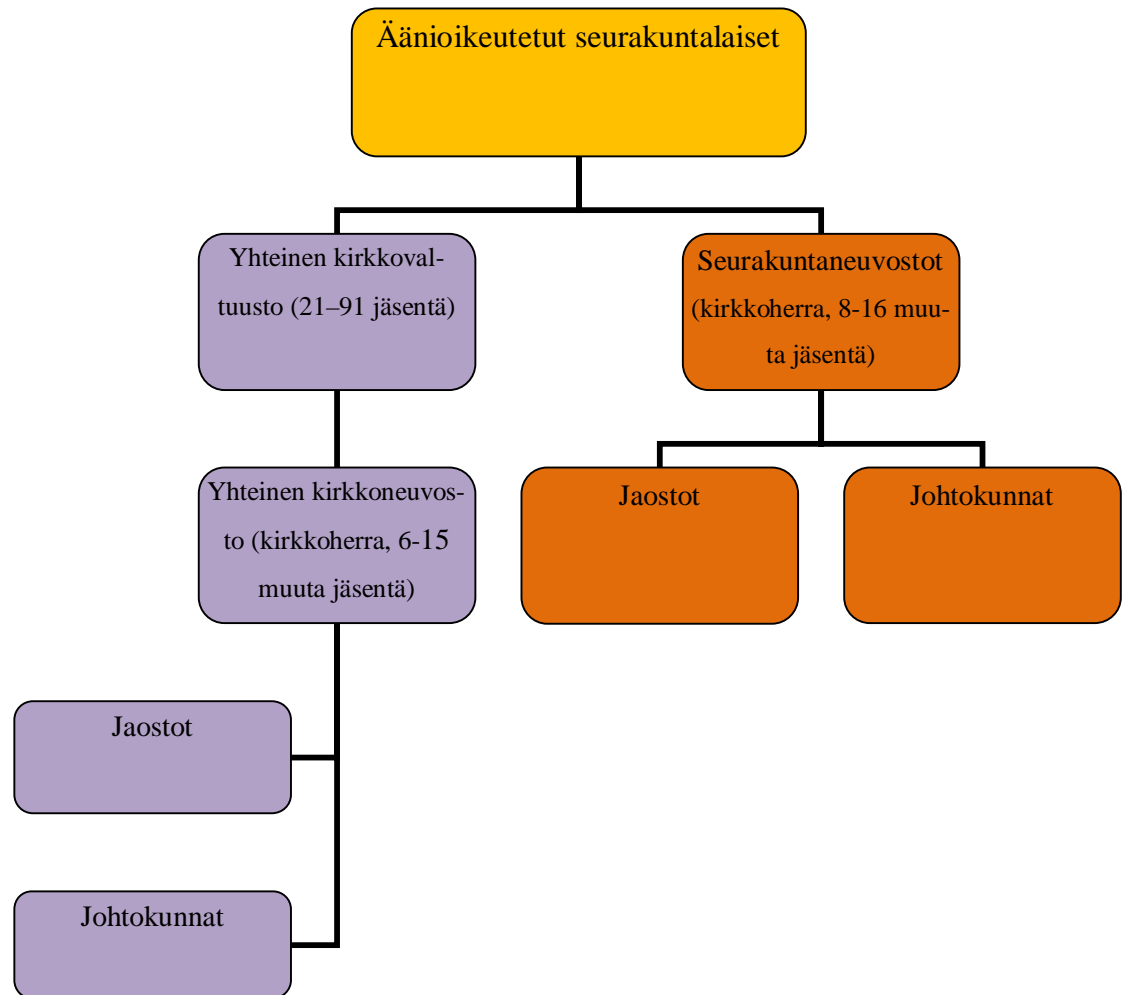 Äänioikeutetut seurakuntalaiset
Yhteinen kirkkoval-
tuusto (21–91 jäsentä)
Seurakuntaneuvostot
(kirkkoherra, 8-16 muu-
ta jäsentä)
Yhteinen kirkkoneuvos-
to (kirkkoherra, 6-15
muuta jäsentä)
Jaostot
Johtokunnat
Jaostot
Johtokunnat